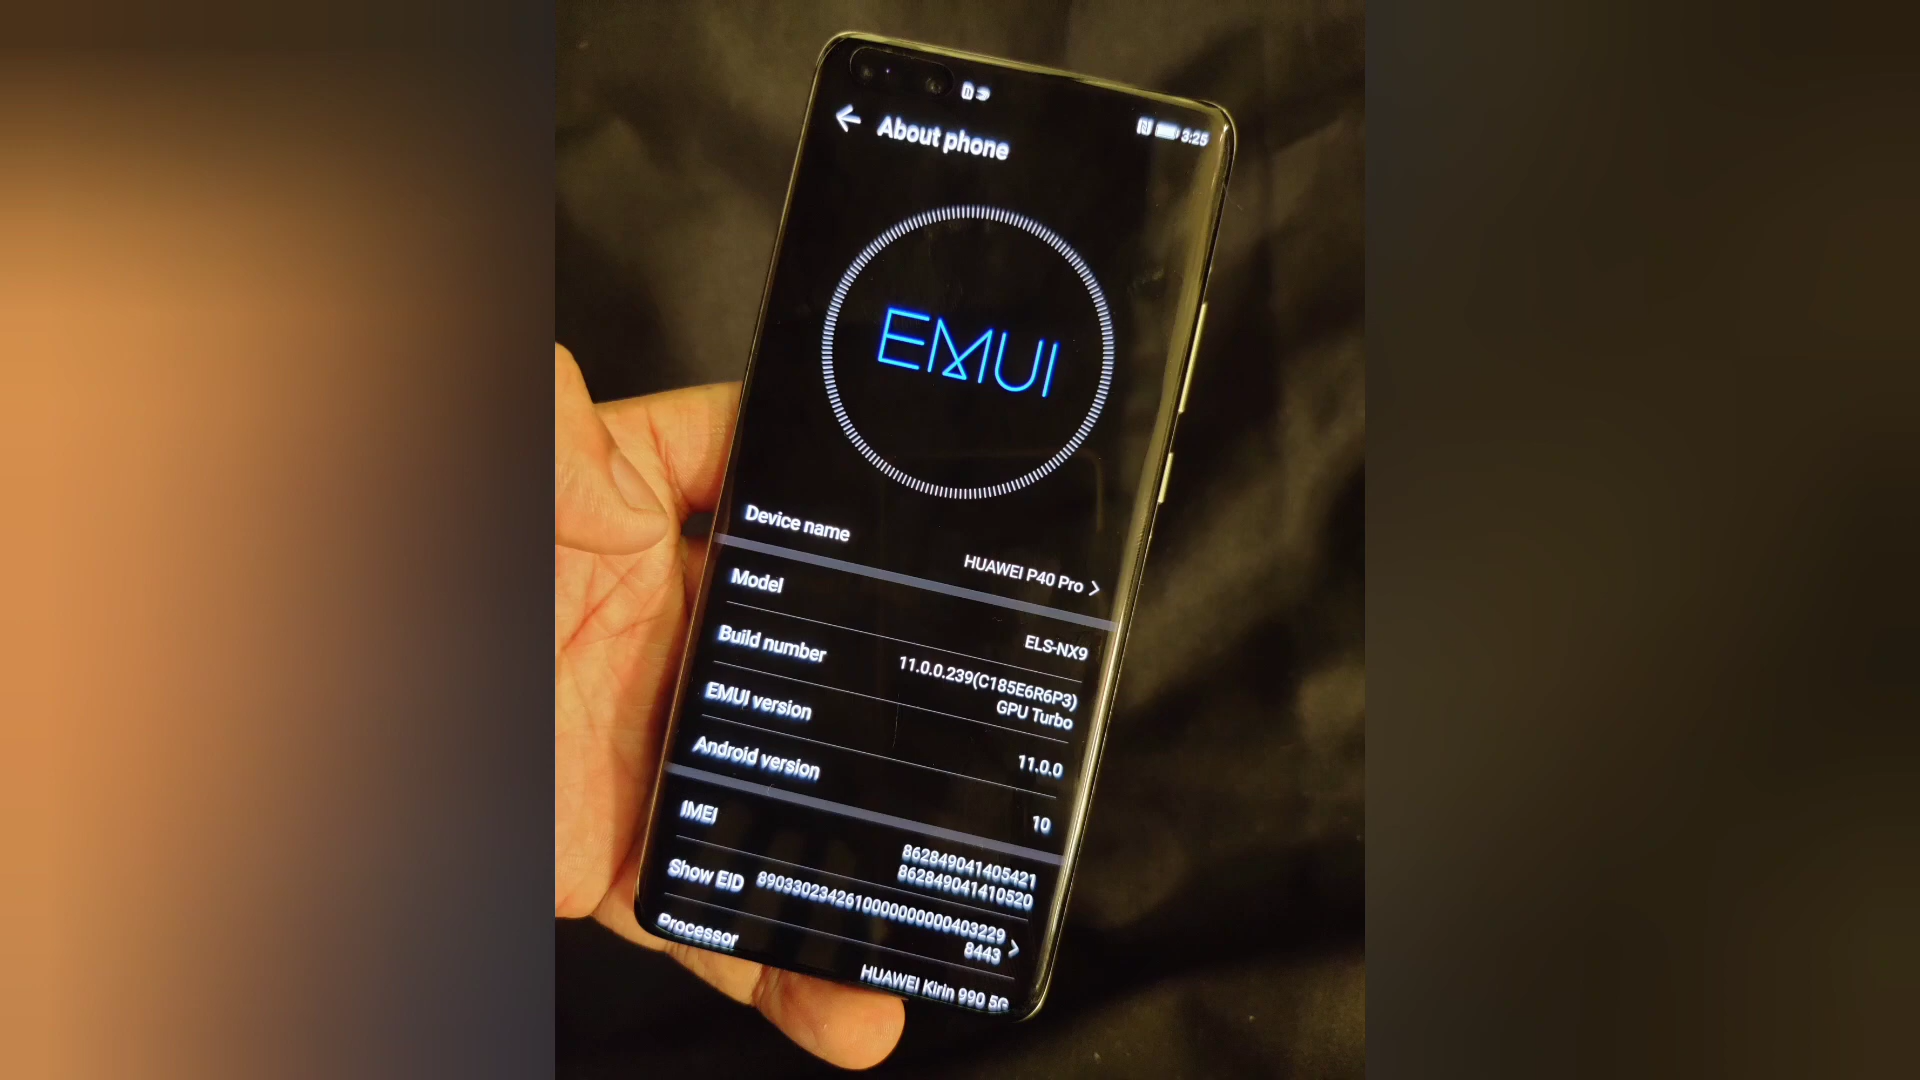 3:25
About phone
EMUI
Device name
HUAWEI P40 Pro
Model
ELS-NX9
Build number
11.0.0.239(C185E6R6P3)
GPU Turbo
EMUI version
11.0.0
Android version
10
IMEI
862849041405421
862849041410520
Show EID
8903302342610000000000403229
8443
Processor
HUAWEI Kirin 990 5G